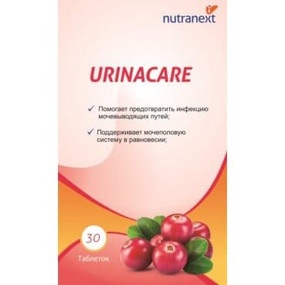 nutranext
URINACARE
Помогает предотвратить инфекцию
мочевыводящих путей;
Поддерживает мочеполовую
систему в равновесии;
30
Таблеток